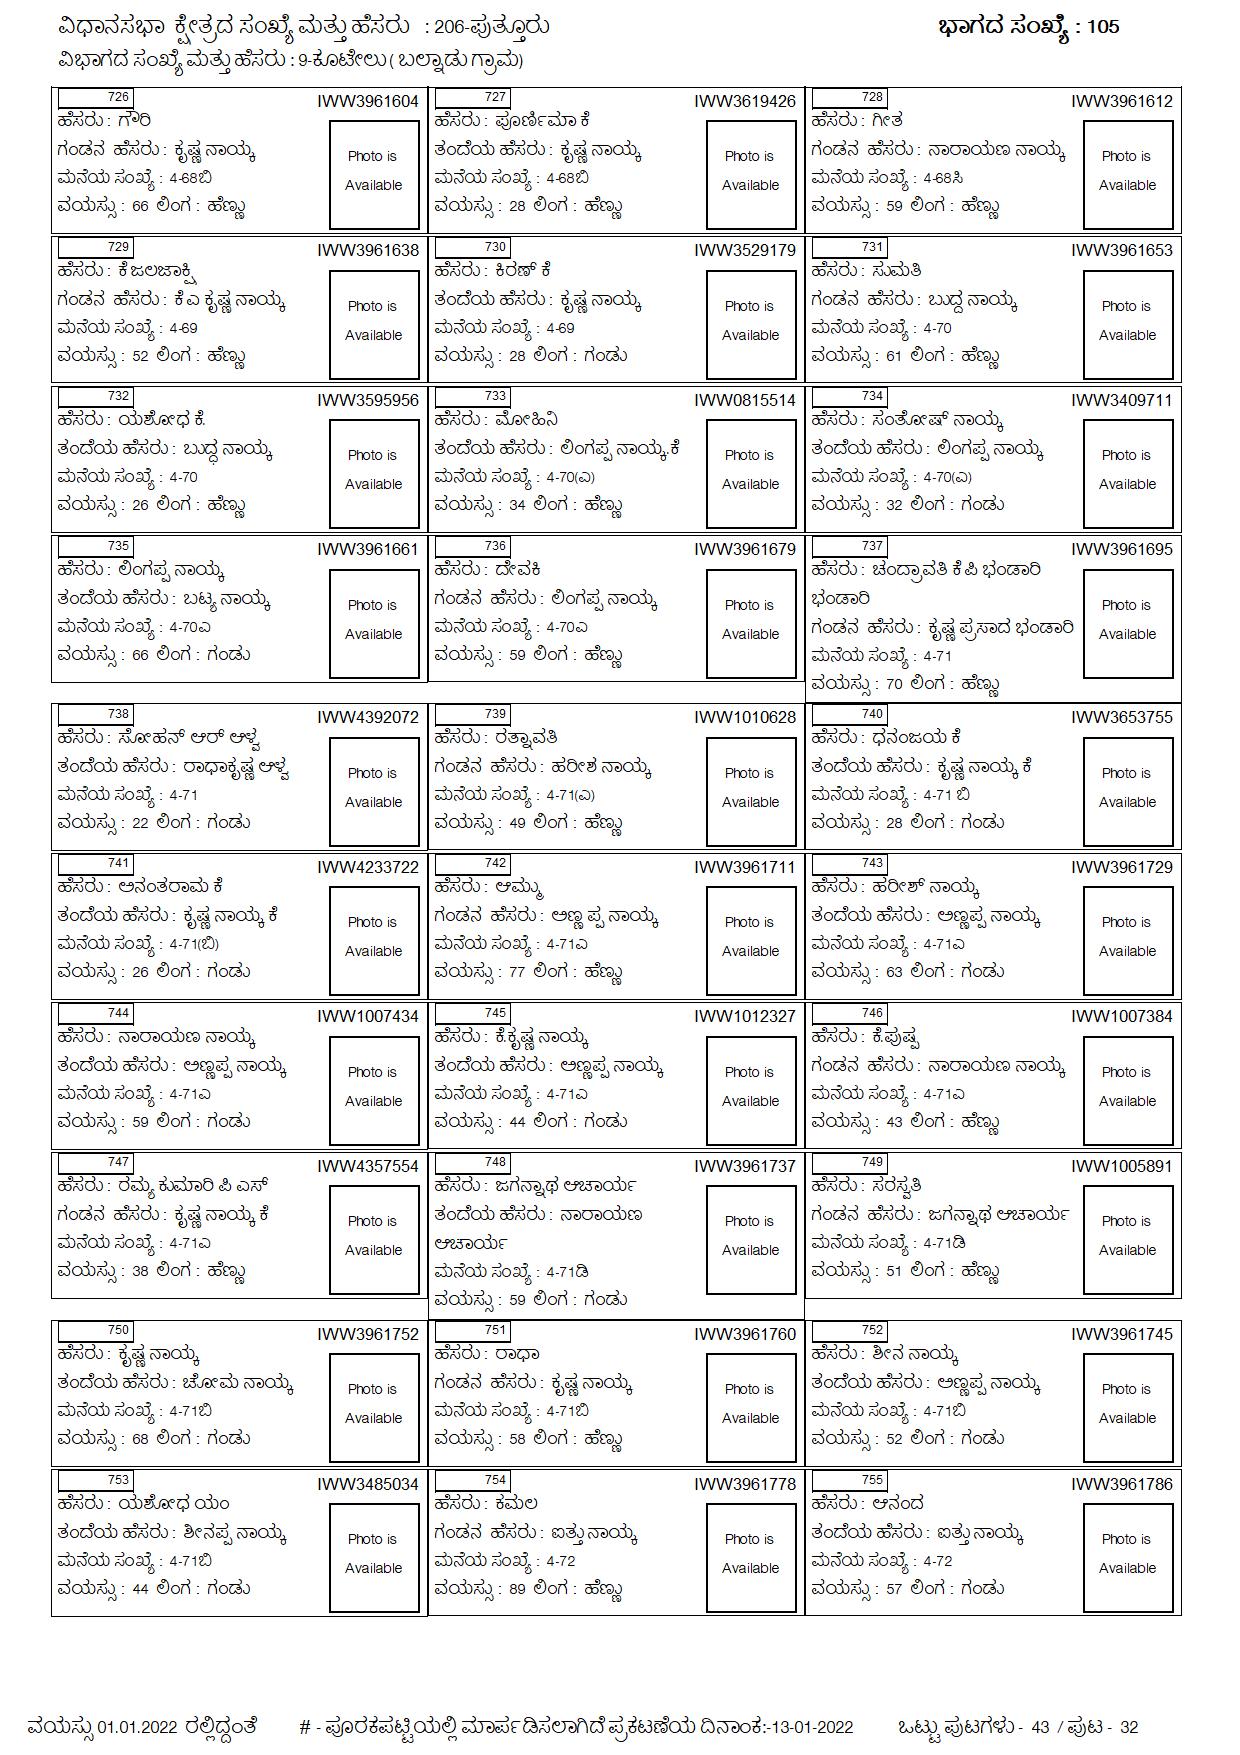 ವಿಧಾನಸಭಾ ಕ್ಷೇತ್ರದ ಸಂಖ್ಯೆ ಮತ್ತು ಹೆಸರು : 206-ಪುತ್ತೂರು
ಭಾಗದ ಸಂಖ್ಯೆ : 105
ವಿಭಾಗದ ಸಂಖ್ಯೆ ಮತ್ತು ಹೆಸರು : 9-ಕೂಟೇಲು ( ಬಲ್ನಾಡು ಗ್ರಾಮ)
726 IWW3961604
ಹೆಸರು : ಗೌರಿ
ಗಂಡನ ಹೆಸರು : ಕೃಷ್ಣ ನಾಯ್ಕ
ಮನೆಯ ಸಂಖ್ಯೆ : 4-68ಬಿ
ವಯಸ್ಸು : 66 ಲಿಂಗ : ಹೆಣ್ಣು
Photo is
Available
727 IWW3619426
ಹೆಸರು : ಪೂರ್ಣಿಮಾ ಕೆ
ತಂದೆಯ ಹೆಸರು : ಕೃಷ್ಣ ನಾಯ್ಕ
ಮನೆಯ ಸಂಖ್ಯೆ : 4-68ಬಿ
ವಯಸ್ಸು : 28 ಲಿಂಗ : ಹೆಣ್ಣು
Photo is
Available
728 IWW3961612
ಹೆಸರು : ಗೀತ
ಗಂಡನ ಹೆಸರು : ನಾರಾಯಣ ನಾಯ್ಕ
ಮನೆಯ ಸಂಖ್ಯೆ : 4-68ಸಿ
ವಯಸ್ಸು : 59 ಲಿಂಗ : ಹೆಣ್ಣು
Photo is
Available
729 IWW3961638
ಹೆಸರು : ಕೆ ಜಲಜಾಕ್ಷಿ
ಗಂಡನ ಹೆಸರು : ಕೆ ಎ ಕೃಷ್ಣ ನಾಯ್ಕ
ಮನೆಯ ಸಂಖ್ಯೆ : 4-69
ವಯಸ್ಸು : 52 ಲಿಂಗ : ಹೆಣ್ಣು
Photo is
Available
730 IWW3529179
ಹೆಸರು : ಕಿರಣ್ ಕೆ
ತಂದೆಯ ಹೆಸರು : ಕೃಷ್ಣ ನಾಯ್ಕ
ಮನೆಯ ಸಂಖ್ಯೆ : 4-69
ವಯಸ್ಸು : 28 ಲಿಂಗ : ಗಂಡು
Photo is
Available
731 IWW3961653
ಹೆಸರು : ಸುಮತಿ
ಗಂಡನ ಹೆಸರು : ಬುದ್ದ ನಾಯ್ಕ
ಮನೆಯ ಸಂಖ್ಯೆ : 4-70
ವಯಸ್ಸು : 61 ಲಿಂಗ : ಹೆಣ್ಣು
Photo is
Available
732 IWW3595956
ಹೆಸರು : ಯಶೋಧ ಕೆ.
ತಂದೆಯ ಹೆಸರು : ಬುದ್ಧ ನಾಯ್ಕ
ಮನೆಯ ಸಂಖ್ಯೆ : 4-70
ವಯಸ್ಸು : 26 ಲಿಂಗ : ಹೆಣ್ಣು
Photo is
Available
733 IWW0815514
ಹೆಸರು : ಮೋಹಿನಿ
ತಂದೆಯ ಹೆಸರು : ಲಿಂಗಪ್ಪ ನಾಯ್ಕ.ಕೆ
ಮನೆಯ ಸಂಖ್ಯೆ : 4-70(ಎ)
ವಯಸ್ಸು : 34 ಲಿಂಗ : ಹೆಣ್ಣು
Photo is
Available
734 IWW3409711
ಹೆಸರು : ಸಂತೋಷ್ ನಾಯ್ಕ
ತಂದೆಯ ಹೆಸರು : ಲಿಂಗಪ್ಪ ನಾಯ್ಕ
ಮನೆಯ ಸಂಖ್ಯೆ : 4-70(ಎ)
ವಯಸ್ಸು : 32 ಲಿಂಗ : ಗಂಡು
Photo is
Available
735 IWW3961661
ಹೆಸರು : ಲಿಂಗಪ್ಪ ನಾಯ್ಕ
ತಂದೆಯ ಹೆಸರು : ಬಟ್ಯ ನಾಯ್ಕ
ಮನೆಯ ಸಂಖ್ಯೆ : 4-70ಎ
ವಯಸ್ಸು : 66 ಲಿಂಗ : ಗಂಡು
Photo is
Available
736 IWW3961679
ಹೆಸರು : ದೇವಕಿ
ಗಂಡನ ಹೆಸರು : ಲಿಂಗಪ್ಪ ನಾಯ್ಕ
ಮನೆಯ ಸಂಖ್ಯೆ : 4-70ಎ
ವಯಸ್ಸು : 59 ಲಿಂಗ : ಹೆಣ್ಣು
Photo is
Available
737 IWW3961695
ಹೆಸರು : ಚಂದ್ರಾವತಿ ಕೆ ಪಿ ಭಂಡಾರಿ
ಭಂಡಾರಿ
ಗಂಡನ ಹೆಸರು : ಕೃಷ್ಣ ಪ್ರಸಾದ ಭಂಡಾರಿ
ಮನೆಯ ಸಂಖ್ಯೆ : 4-71
ವಯಸ್ಸು : 70 ಲಿಂಗ : ಹೆಣ್ಣು
Photo is
Available
738 IWW4392072
ಹೆಸರು : ಸೋಹನ್ ಆರ್ ಆಳ್ವ
ತಂದೆಯ ಹೆಸರು : ರಾಧಾಕೃಷ್ಣ ಆಳ್ವ
ಮನೆಯ ಸಂಖ್ಯೆ : 4-71
ವಯಸ್ಸು : 22 ಲಿಂಗ : ಗಂಡು
Photo is
Available
739 IWW1010628
ಹೆಸರು : ರತ್ನಾವತಿ
ಗಂಡನ ಹೆಸರು : ಹರೀಶ ನಾಯ್ಕ
ಮನೆಯ ಸಂಖ್ಯೆ : 4-71(ಎ)
ವಯಸ್ಸು : 49 ಲಿಂಗ : ಹೆಣ್ಣು
Photo is
Available
740 IWW3653755
ಹೆಸರು : ಧನಂಜಯ ಕೆ
ತಂದೆಯ ಹೆಸರು : ಕೃಷ್ಣ ನಾಯ್ಕ ಕೆ
ಮನೆಯ ಸಂಖ್ಯೆ : 4-71 ಬಿ
ವಯಸ್ಸು : 28 ಲಿಂಗ : ಗಂಡು
Photo is
Available
741 IWW4233722
ಹೆಸರು : ಅನಂತರಾಮ ಕೆ
ತಂದೆಯ ಹೆಸರು : ಕೃಷ್ಣ ನಾಯ್ಕ ಕೆ
ಮನೆಯ ಸಂಖ್ಯೆ : 4-71(ಬಿ)
ವಯಸ್ಸು : 26 ಲಿಂಗ : ಗಂಡು
Photo is
Available
742 IWW3961711
ಹೆಸರು : ಆಮ್ಮು
ಗಂಡನ ಹೆಸರು : ಅಣ್ಣ ಪ್ಪ ನಾಯ್ಕ
ಮನೆಯ ಸಂಖ್ಯೆ : 4-71ಎ
ವಯಸ್ಸು : 77 ಲಿಂಗ : ಹೆಣ್ಣು
Photo is
Available
743 IWW3961729
ಹೆಸರು : ಹರೀಶ್ ನಾಯ್ಕ
ತಂದೆಯ ಹೆಸರು : ಅಣ್ಣಪ್ಪ ನಾಯ್ಕ
ಮನೆಯ ಸಂಖ್ಯೆ : 4-71ಎ
ವಯಸ್ಸು : 63 ಲಿಂಗ : ಗಂಡು
Photo is
Available
744 IWW1007434
ಹೆಸರು : ನಾರಾಯಣ ನಾಯ್ಕ
ತಂದೆಯ ಹೆಸರು : ಅಣ್ಣಪ್ಪ ನಾಯ್ಕ
ಮನೆಯ ಸಂಖ್ಯೆ : 4-71ಎ
ವಯಸ್ಸು : 59 ಲಿಂಗ : ಗಂಡು
Photo is
Available
745 IWW1012327
ಹೆಸರು : ಕೆ.ಕೃಷ್ಣ ನಾಯ್ಕ
ತಂದೆಯ ಹೆಸರು : ಅಣ್ಣಪ್ಪ ನಾಯ್ಕ
ಮನೆಯ ಸಂಖ್ಯೆ : 4-71ಎ
ವಯಸ್ಸು : 44 ಲಿಂಗ : ಗಂಡು
Photo is
Available
746 IWW1007384
ಹೆಸರು : ಕೆ.ಪುಷ್ಪ
ಗಂಡನ ಹೆಸರು : ನಾರಾಯಣ ನಾಯ್ಕ
ಮನೆಯ ಸಂಖ್ಯೆ : 4-71ಎ
ವಯಸ್ಸು : 43 ಲಿಂಗ : ಹೆಣ್ಣು
Photo is
Available
747 IWW4357554
ಹೆಸರು : ರಮ್ಯ ಕುಮಾರಿ ಪಿ ಎಸ್
ಗಂಡನ ಹೆಸರು : ಕೃಷ್ಣ ನಾಯ್ಕ ಕೆ
ಮನೆಯ ಸಂಖ್ಯೆ : 4-71ಎ
ವಯಸ್ಸು : 38 ಲಿಂಗ : ಹೆಣ್ಣು
Photo is
Available
748 IWW3961737
ಹೆಸರು : ಜಗನ್ನಾಥ ಆಚಾರ್ಯ
ತಂದೆಯ ಹೆಸರು : ನಾರಾಯಣ
ಆಚಾರ್ಯ
ಮನೆಯ ಸಂಖ್ಯೆ : 4-71ಡಿ
ವಯಸ್ಸು : 59 ಲಿಂಗ : ಗಂಡು
Photo is
Available
749 IWW1005891
ಹೆಸರು : ಸರಸ್ವತಿ
ಗಂಡನ ಹೆಸರು : ಜಗನ್ನಾಥ ಆಚಾರ್ಯ
ಮನೆಯ ಸಂಖ್ಯೆ : 4-71ಡಿ
ವಯಸ್ಸು : 51 ಲಿಂಗ : ಹೆಣ್ಣು
Photo is
Available
750 IWW3961752
ಹೆಸರು : ಕೃಷ್ಣ ನಾಯ್ಕ
ತಂದೆಯ ಹೆಸರು : ಚೋಮ ನಾಯ್ಕ
ಮನೆಯ ಸಂಖ್ಯೆ : 4-71ಬಿ
ವಯಸ್ಸು : 68 ಲಿಂಗ : ಗಂಡು
Photo is
Available
751 IWW3961760
ಹೆಸರು : ರಾಧಾ
ಗಂಡನ ಹೆಸರು : ಕೃಷ್ಣ ನಾಯ್ಕ
ಮನೆಯ ಸಂಖ್ಯೆ : 4-71ಬಿ
ವಯಸ್ಸು : 58 ಲಿಂಗ : ಹೆಣ್ಣು
Photo is
Available
752 IWW3961745
ಹೆಸರು : ಶೀನ ನಾಯ್ಕ
ತಂದೆಯ ಹೆಸರು : ಅಣ್ಣಪ್ಪ ನಾಯ್ಕ
ಮನೆಯ ಸಂಖ್ಯೆ : 4-71ಬಿ
ವಯಸ್ಸು : 52 ಲಿಂಗ : ಗಂಡು
Photo is
Available
753 IWW3485034
ಹೆಸರು : ಯಶೋಧ ಯಂ
ತಂದೆಯ ಹೆಸರು : ಶೀನಪ್ಪ ನಾಯ್ಕ
ಮನೆಯ ಸಂಖ್ಯೆ : 4-71ಬಿ
ವಯಸ್ಸು : 44 ಲಿಂಗ : ಗಂಡು
Photo is
Available
754 IWW3961778
ಹೆಸರು : ಕಮಲ
ಗಂಡನ ಹೆಸರು : ಐತ್ತು ನಾಯ್ಕ
ಮನೆಯ ಸಂಖ್ಯೆ : 4-72
ವಯಸ್ಸು : 89 ಲಿಂಗ : ಹೆಣ್ಣು
Photo is
Available
755 IWW3961786
ಹೆಸರು : ಆನಂದ
ತಂದೆಯ ಹೆಸರು : ಐತ್ತು ನಾಯ್ಕ
ಮನೆಯ ಸಂಖ್ಯೆ : 4-72
ವಯಸ್ಸು : 57 ಲಿಂಗ : ಗಂಡು
Photo is
Available
ವಯಸ್ಸು 01.01.2022 ರಲ್ಲಿದ್ದಂತೆ # - ಪೂರಕಪಟ್ಟಿಯಲ್ಲಿ ಮಾರ್ಪಡಿಸಲಾಗಿದೆ ಪ್ರಕಟಣೆಯ ದಿನಾಂಕ:-13-01-2022 ಒಟ್ಟು ಪುಟಗಳು - 43 / ಪುಟ - 32